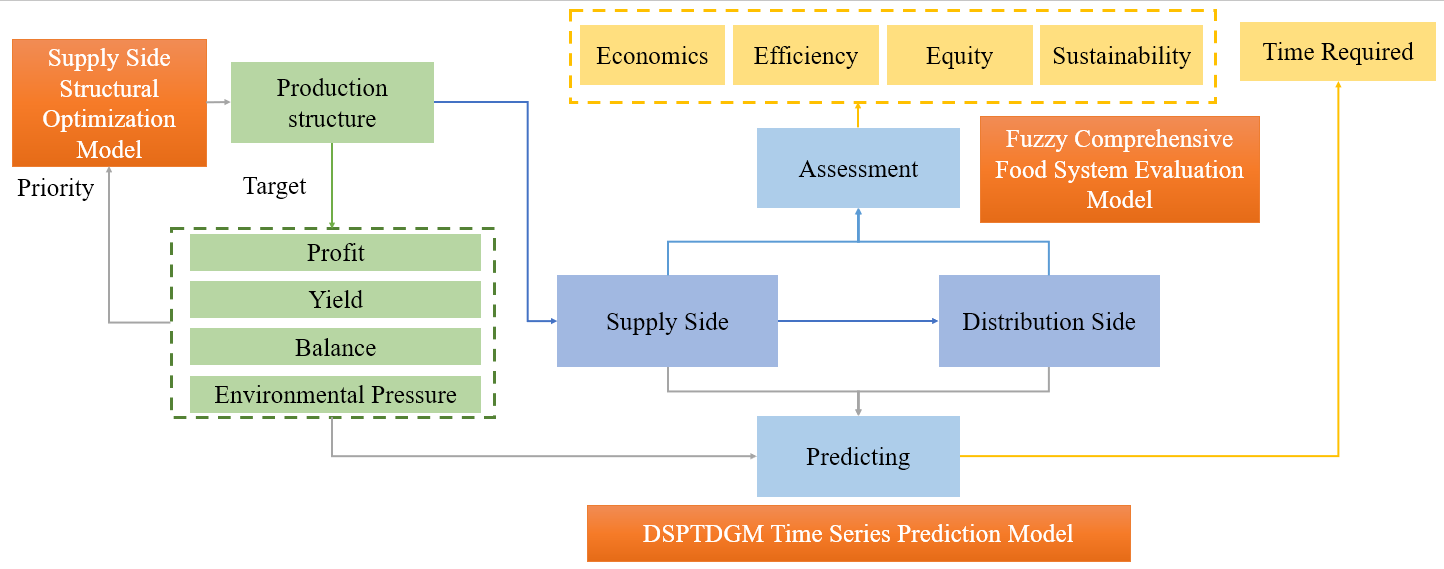 Supply Side
Structural
Optimization
Model
Production
structure
Priority
Target
Profit
Yield
Balance
Environmental Pressure
Economics
Efficiency
Equity
Sustainability
Time Required
Assessment
Fuzzy Comprehensive
Food System Evaluation
Model
Supply Side
Distribution Side
Predicting
DSPTDGM Time Series Prediction Model